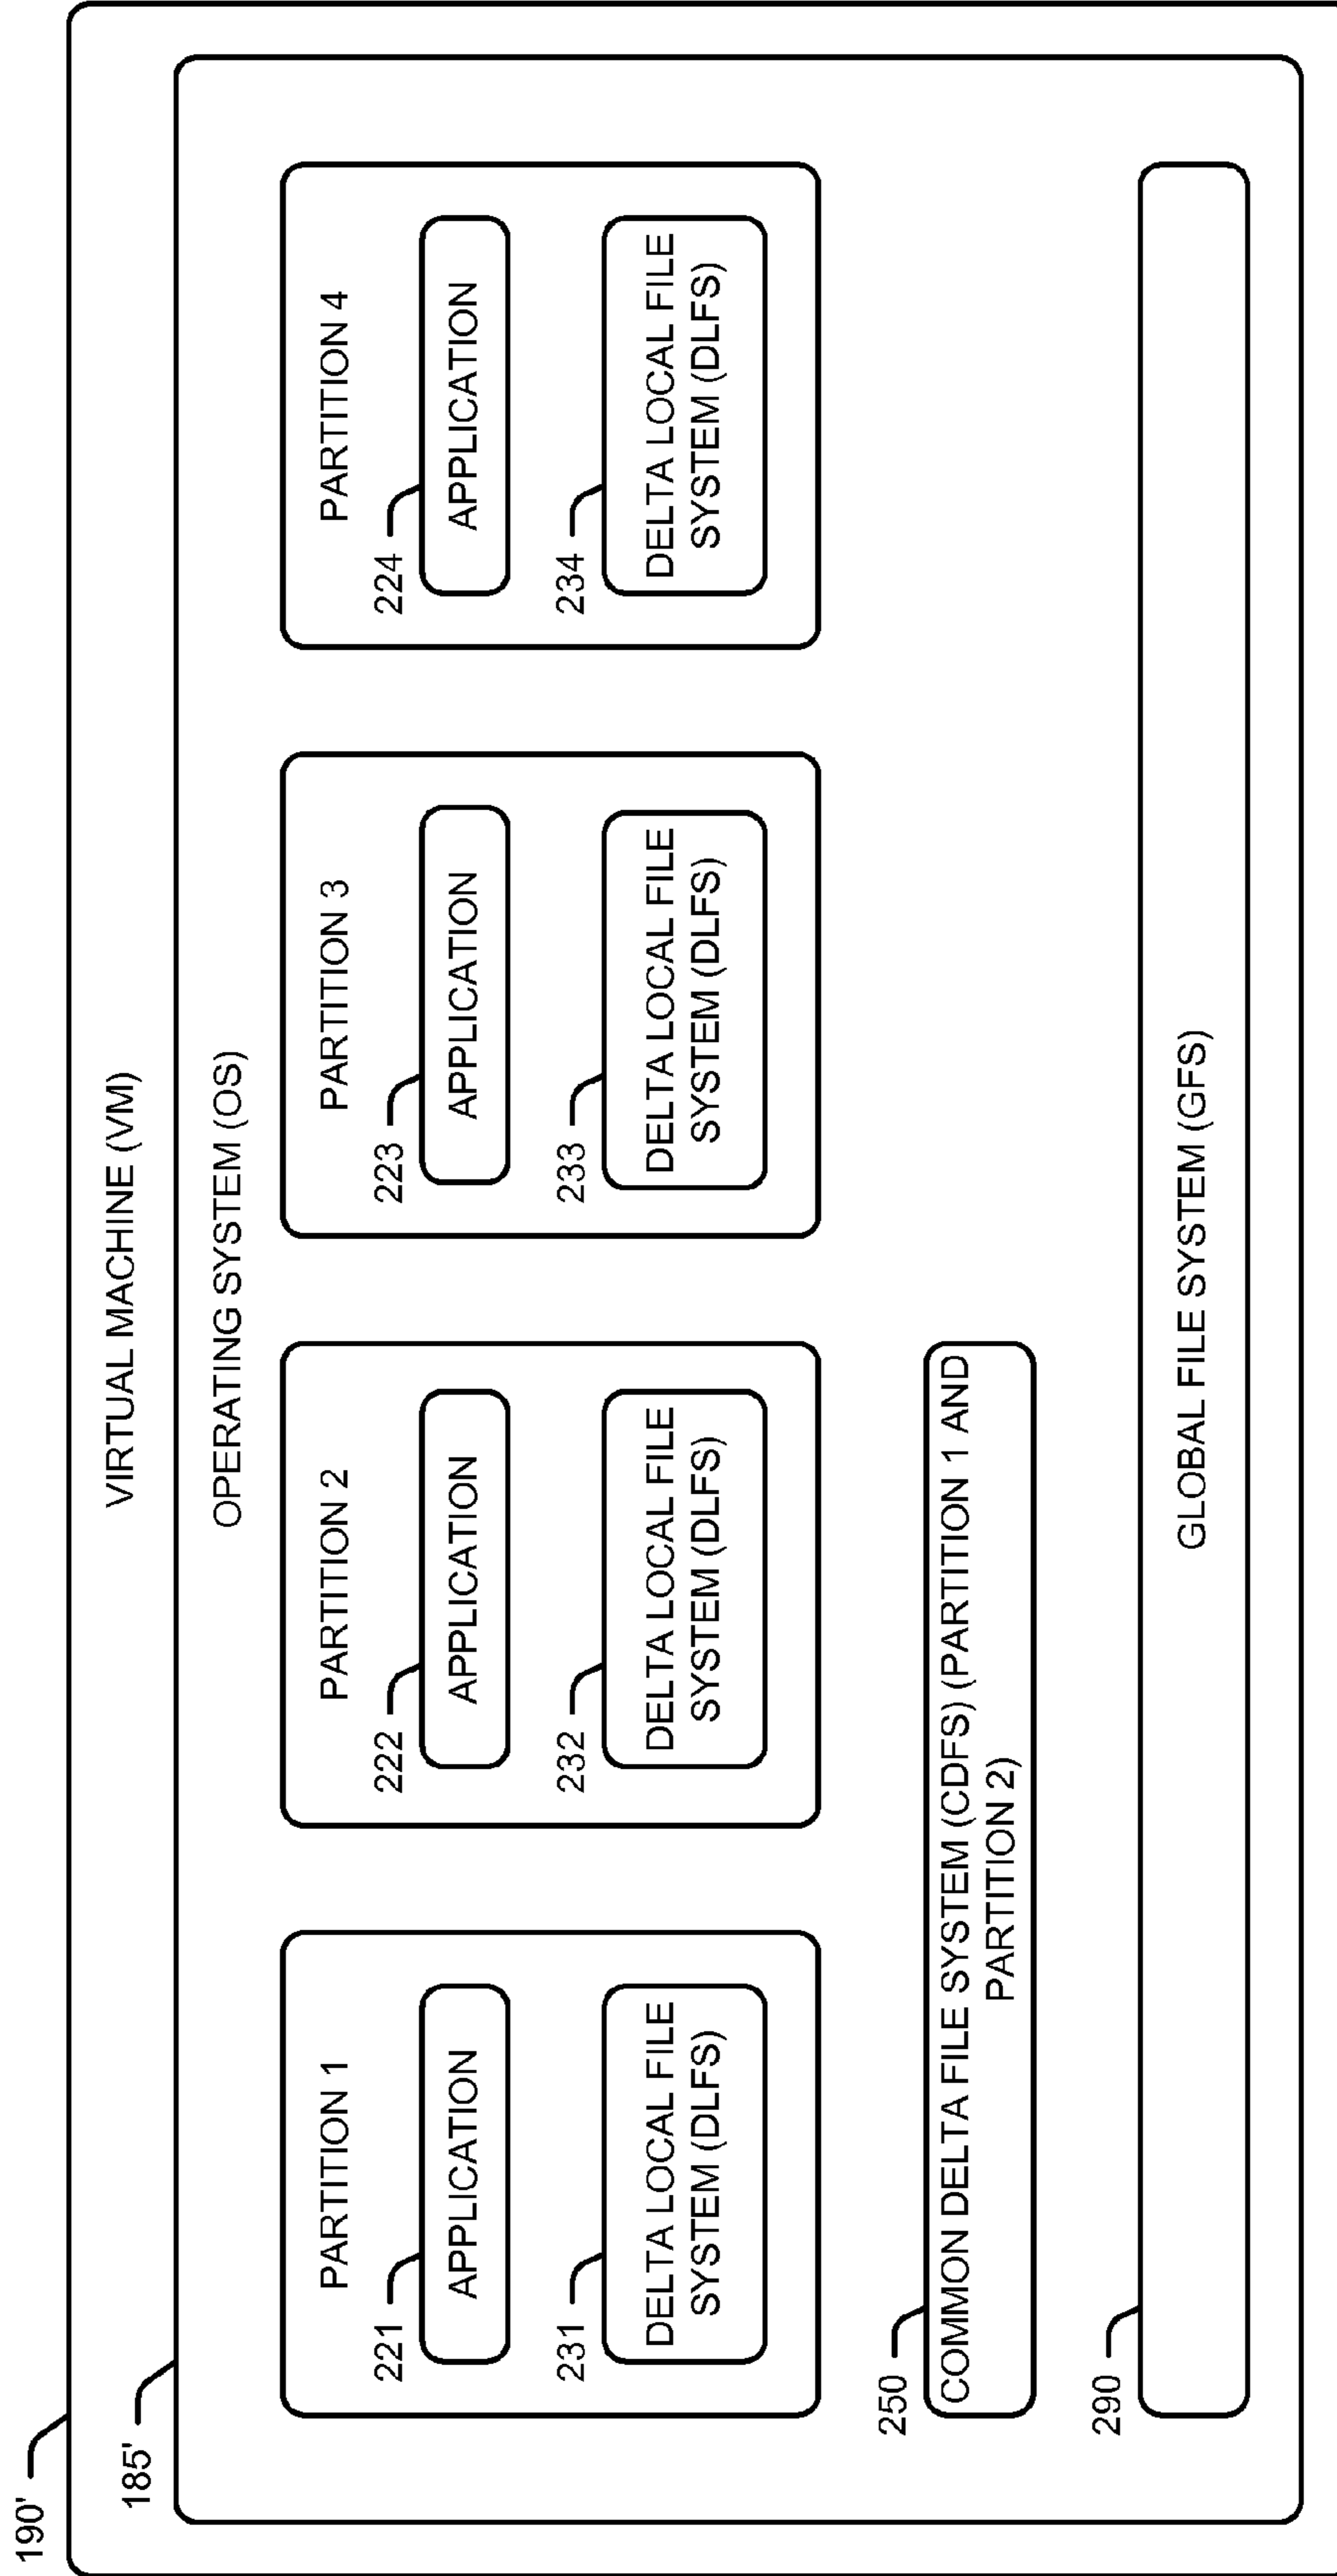 190'
VIRTUAL MACHINE (VM)
185'
OPERATING SYSTEM (OS)
PARTITION 1
221
APPLICATION
231
DELTA LOCAL FILE
SYSTEM (DLFS)
PARTITION 2
222
APPLICATION
232
DELTA LOCAL FILE
SYSTEM (DLFS)
PARTITION 3
223
APPLICATION
233
DELTA LOCAL FILE
SYSTEM (DLFS)
PARTITION 4
224
APPLICATION
234
DELTA LOCAL FILE
SYSTEM (DLFS)
250
COMMON DELTA FILE SYSTEM (CDFS) (PARTITION 1 AND
PARTITION 2)
290
GLOBAL FILE SYSTEM (GFS)